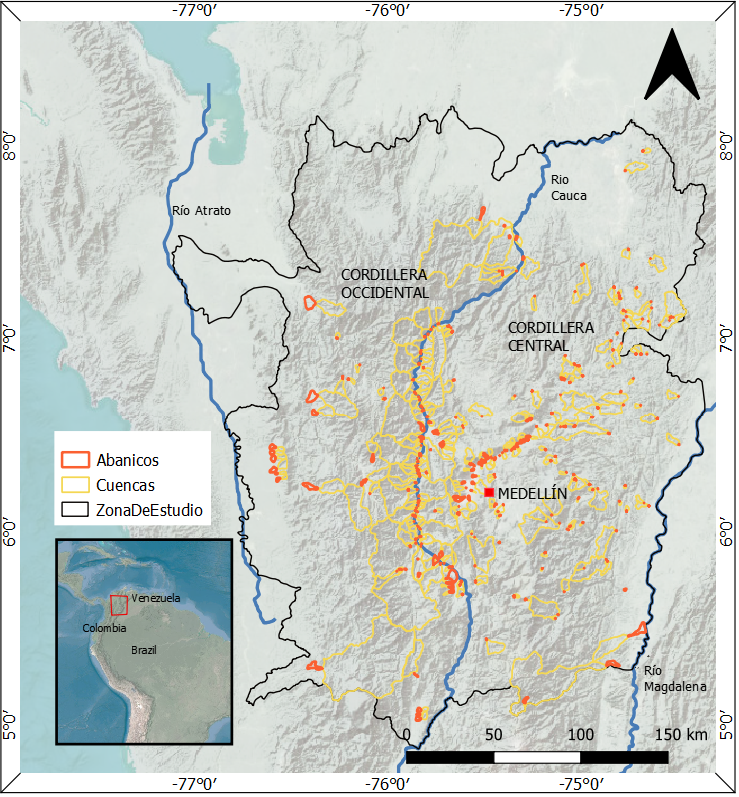 -77°0'
-76°0'
-75°0'
8°0'
8°0'
Río Atrato
Rio
Cauca
CORDILLERA
OCCIDENTAL
CORDILLERA
CENTRAL
7°0'
7°0'
Abanicos
Cuencas
ZonaDeEstudio
MEDELLÍN
6°0'
6°0'
Venezuela
Colombia
Brazil
Río
Magdalena
5°0'
5°0'
0
50
100
150 km
-77°0'
-76°0'
-75°0'